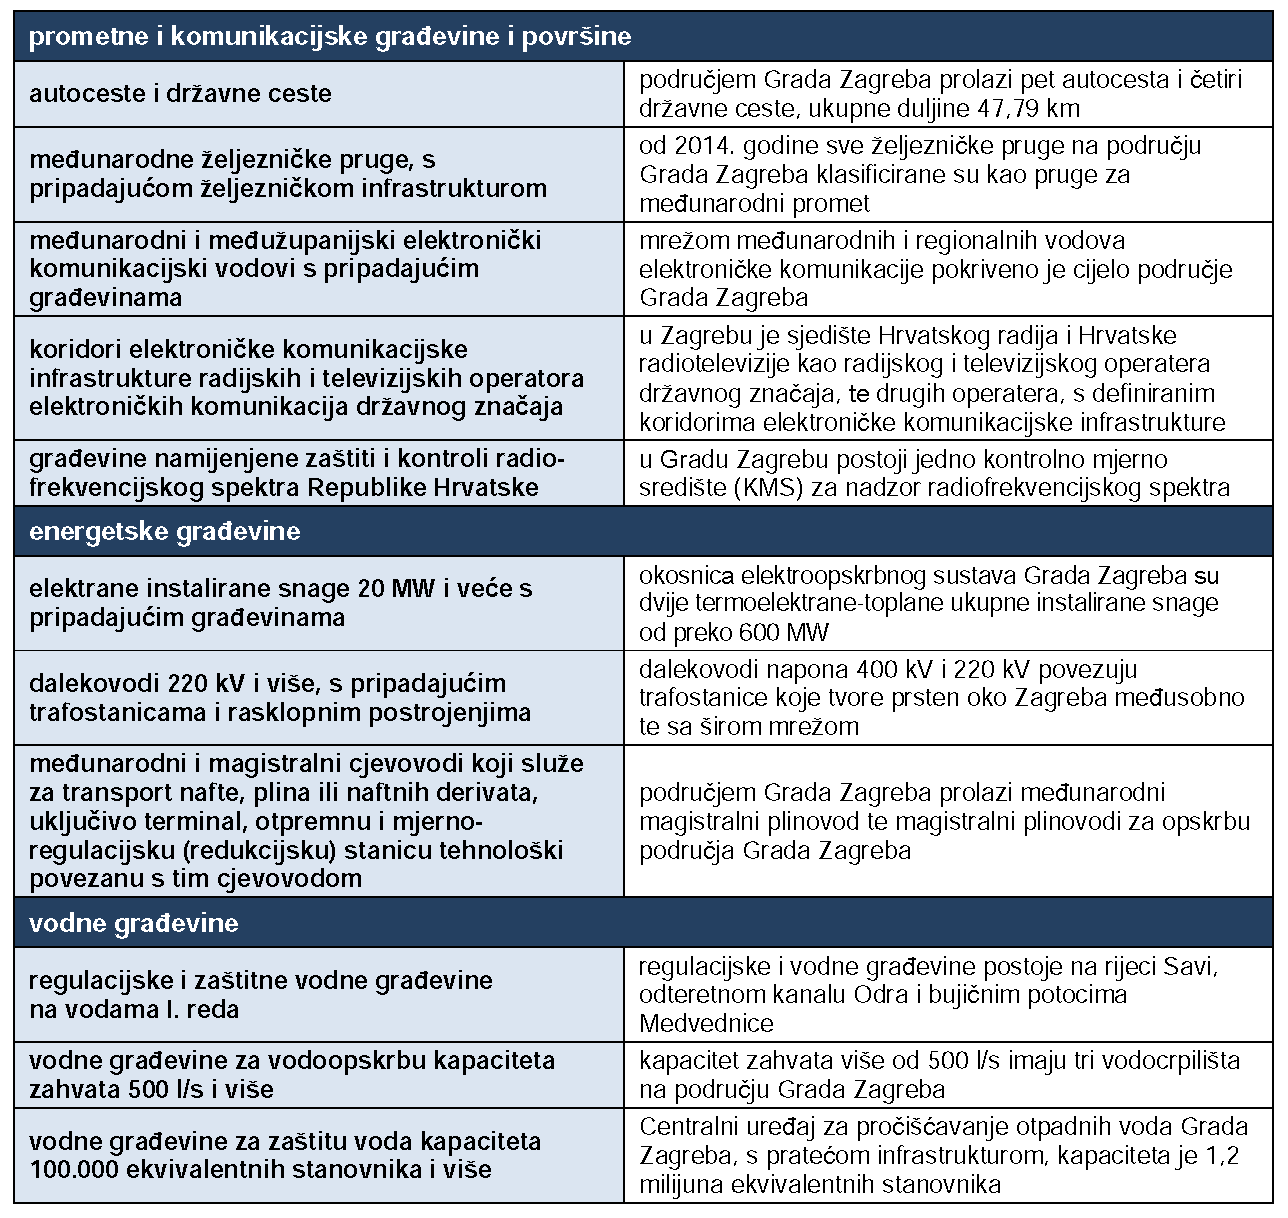 prometne i komunikacijske građevine i površine
autoceste i državne ceste
područjem Grada Zagreba prolazi pet autocesta i četiri
državne ceste, ukupne duljine 47,79 km
međunarodne željezničke pruge, s
pripadajućom željezničkom infrastrukturom
od 2014. godine sve željezničke pruge na području
Grada Zagreba klasificirane su kao pruge za
međunarodni promet
međunarodni i međužupanijski elektronički
komunikacijski vodovi s pripadajućim
građevinama
mrežom međunarodnih i regionalnih vodova
elektroničke komunikacije pokriveno je cijelo područje
Grada Zagreba
koridori elektroničke komunikacijske
infrastrukture radijskih i televizijskih operatora
elektroničkih komunikacija državnog značaja
u Zagrebu je sjedište Hrvatskog radija i Hrvatske
radiotelevizije kao radijskog i televizijskog operatera
državnog značaja, te drugih operatera, s definiranim
koridorima elektroničke komunikacijske infrastrukture
građevine namijenjene zaštiti i kontroli radio-
frekvencijskog spektra Republike Hrvatske
u Gradu Zagrebu postoji jedno kontrolno mjerno
središte (KMS) za nadzor radiofrekvencijskog spektra
energetske građevine
elektrane instalirane snage 20 MW i veće s
pripadajućim građevinama
okosnica elektroopskrbnog sustava Grada Zagreba su
dvije termoelektrane-toplane ukupne instalirane snage
od preko 600 MW
dalekovodi 220 kV i više, s pripadajućim
trafostanicama i rasklopnim postrojenjima
dalekovodi napona 400 kV i 220 kV povezuju
trafostanice koje tvore prsten oko Zagreba međusobno
te sa širom mrežom
međunarodni i magistralni cjevovodi koji služe
za transport nafte, plina ili naftnih derivata,
uključivo terminal, otpremnu i mjerno-
regulacijsku (redukcijsku) stanicu tehnološki
povezanu s tim cjevovodom
područjem Grada Zagreba prolazi međunarodni
magistralni plinovod te magistralni plinovodi za opskrbu
područja Grada Zagreba
vodne građevine
regulacijske i zaštitne vodne građevine
na vodama I. reda
regulacijske i vodne građevine postoje na rijeci Savi,
odteretnom kanalu Odra i bujičnim potocima
Medvednice
vodne građevine za vodoopskrbu kapaciteta
zahvata 500 l/s i više
kapacitet zahvata više od 500 l/s imaju tri vodocrpilišta
na području Grada Zagreba
vodne građevine za zaštitu voda kapaciteta
100.000 ekvivalentnih stanovnika i više
Centralni uređaj za pročišćavanje otpadnih voda Grada
Zagreba, s pratećom infrastrukturom, kapaciteta je 1,2
milijuna ekvivalentnih stanovnika